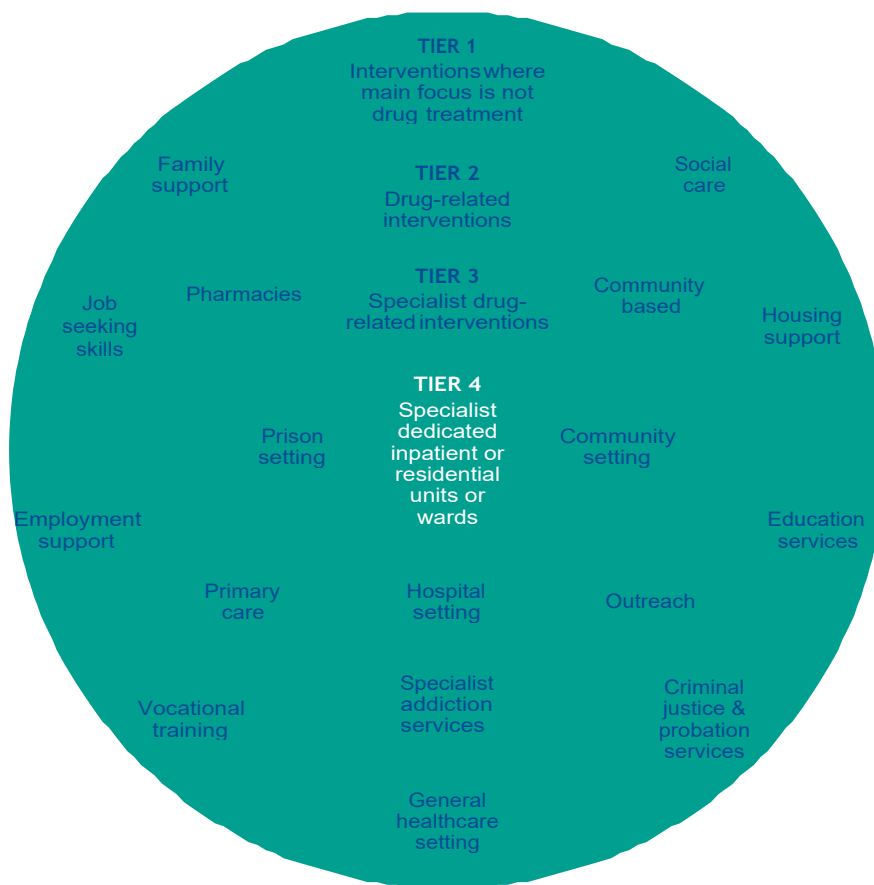 TIER 1
Interventions where
main focus is not
drug treatment
Family
support
TIER 2
Drug-related
interventions
Social
care
Job
seeking
skills
Pharmacies
TIER 3
Specialist drug-
related interventions
Community
based
Housing
support
TIER 4
Specialist
dedicated
inpatient or
residential
units or
wards
Prison
setting
Community
setting
Employment
support
Education
services
Primary
care
Hospital
setting
Outreach
Vocational
training
Specialist
addiction
services
Criminal
justice &
probation
services
General
healthcare
setting